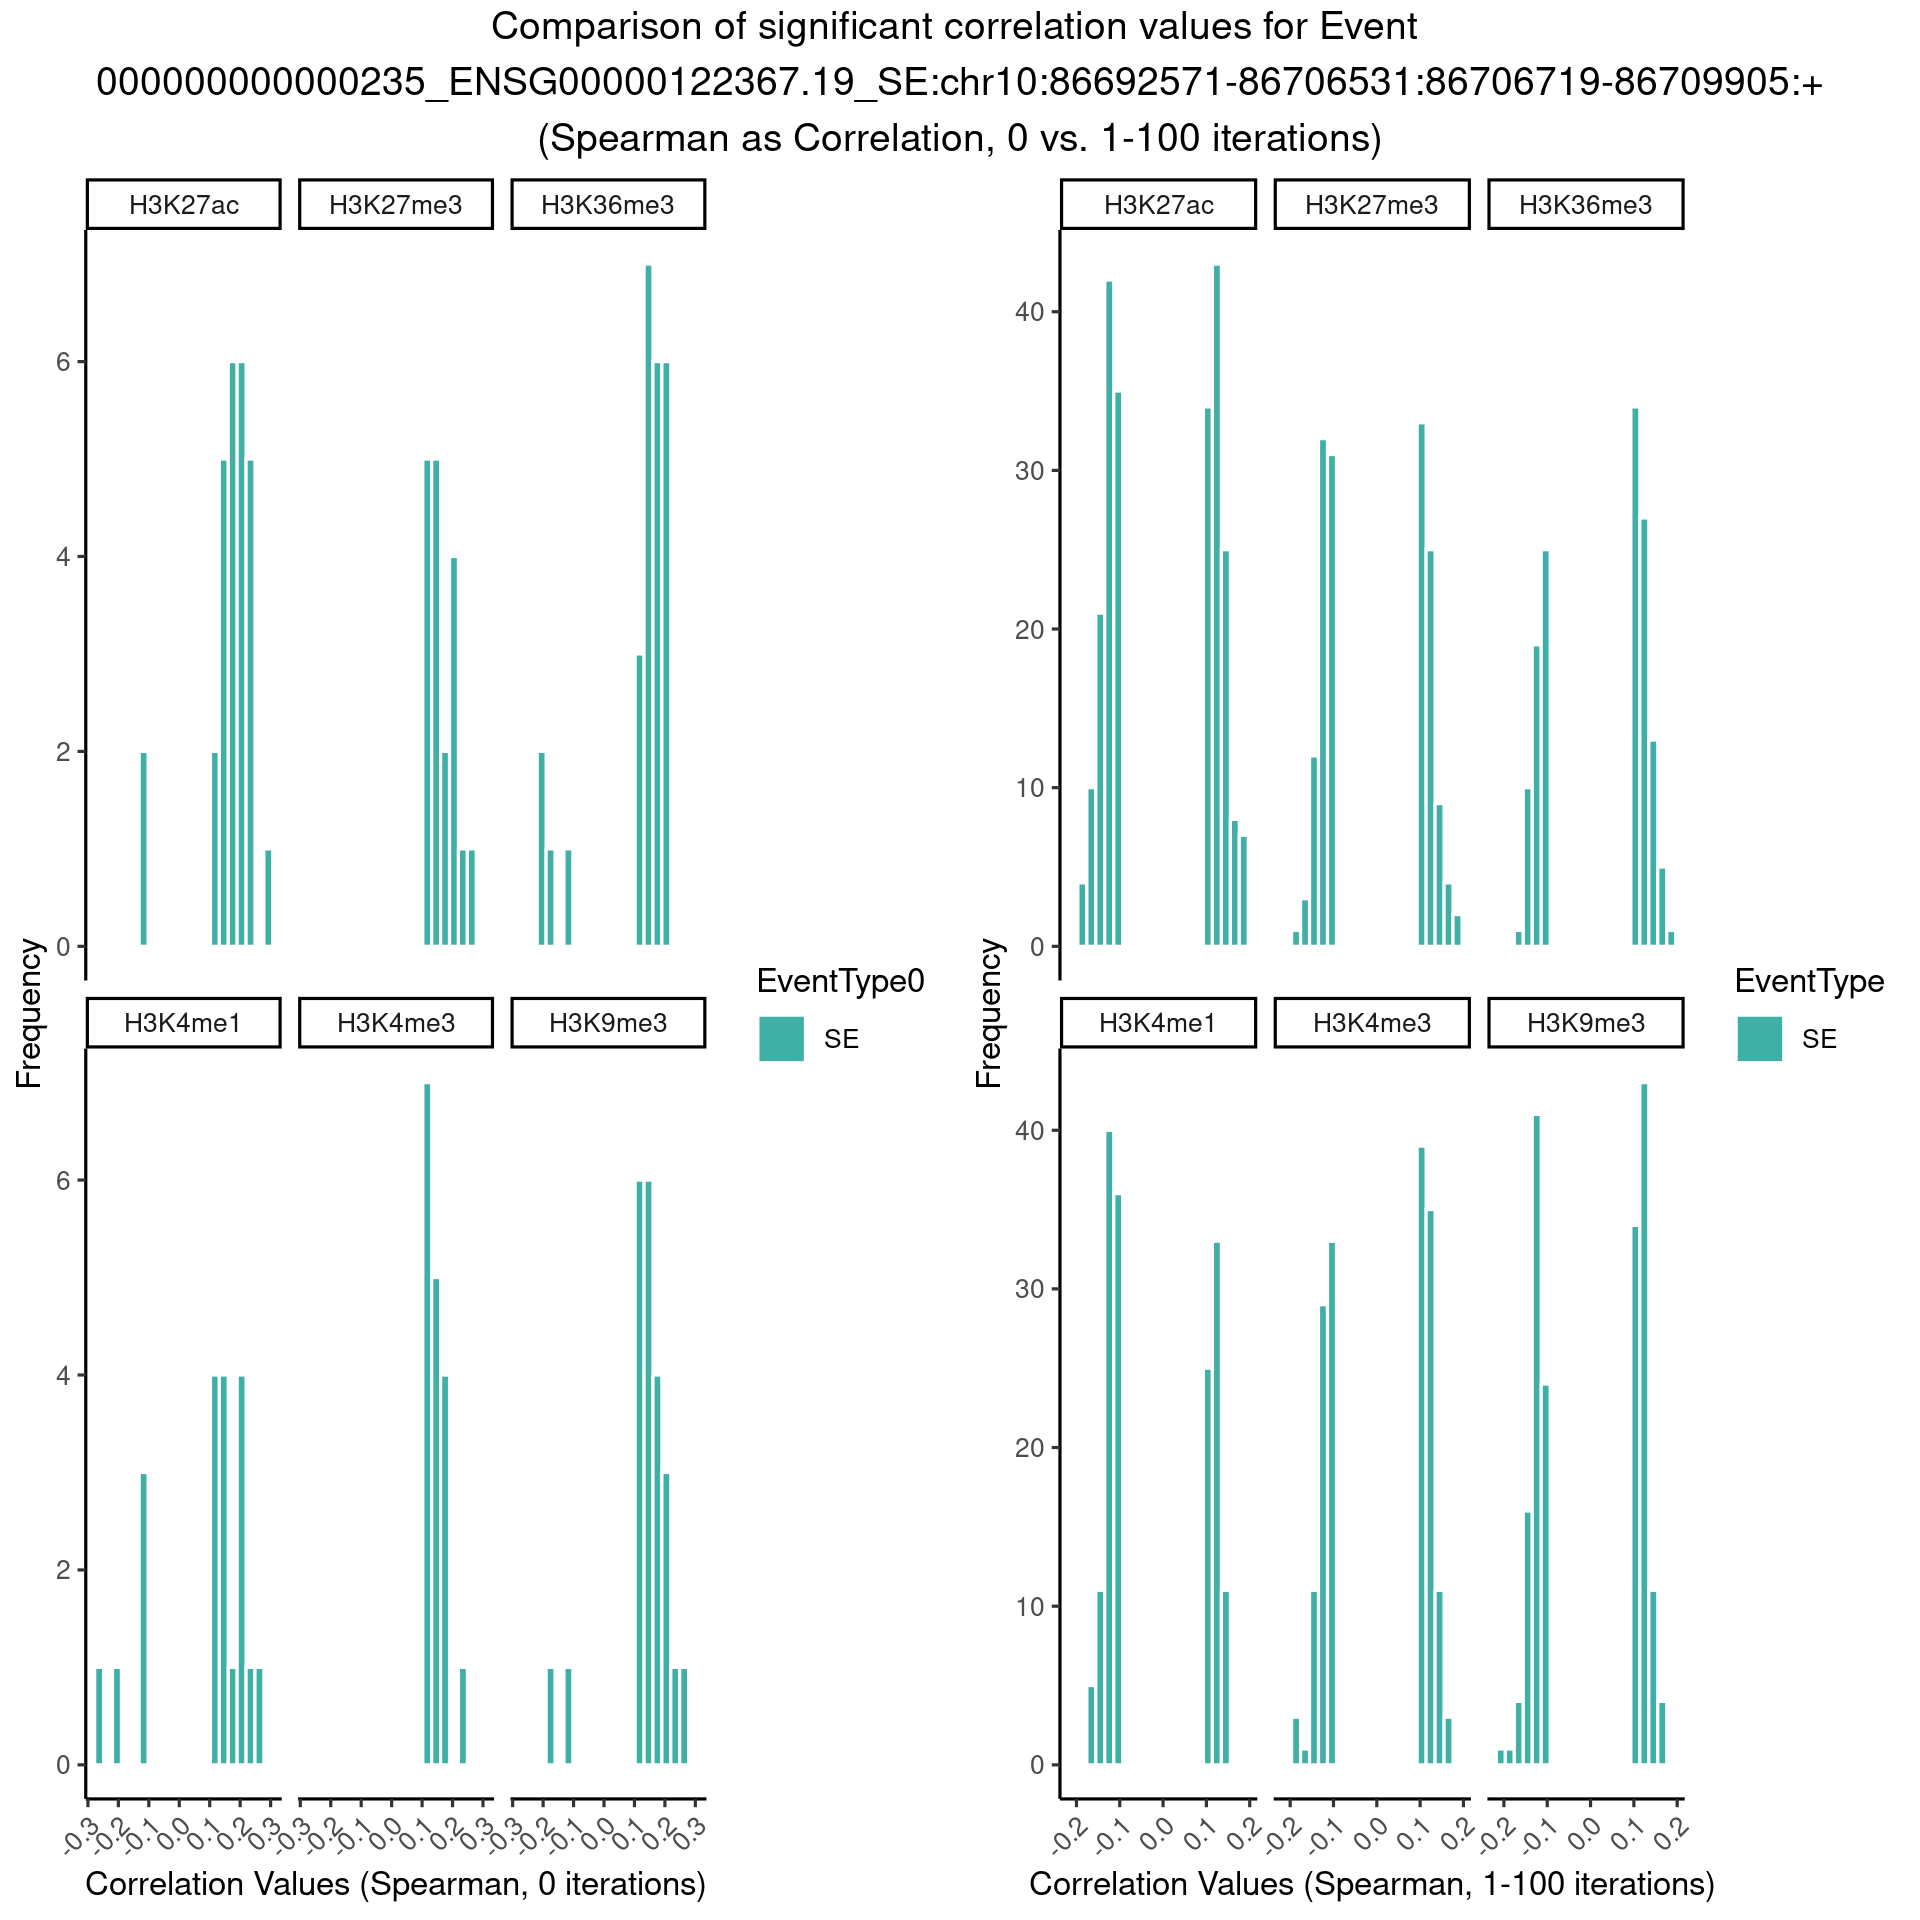 Comparison of significant correlation values for Event
000000000000235_ENSG00000122367.19_SE:chr10:86692571-86706531:86706719-86709905:+
(Spearman as Correlation, 0 vs. 1-100 iterations)
H3K27ac H3K27me3 H3K36me3
6
4
2
0
H3K4me1 H3K4me3 H3K9me3
6
4
2
0
-0.3 -0.2 -0.1 0.0 0.1 0.2 0.3 -0.3 -0.2 -0.1 0.0 0.1 0.2 0.3 -0.3 -0.2 -0.1 0.0 0.1 0.2 0.3
Frequency
Correlation Values (Spearman, 0 iterations)
EventType0
SE
H3K27ac H3K27me3 H3K36me3
40
30
20
10
0
H3K4me1 H3K4me3 H3K9me3
40
30
20
10
0
-0.2 -0.1 0.0 0.1 0.2 -0.2 -0.1 0.0 0.1 0.2 -0.2 -0.1 0.0 0.1 0.2
Frequency
Correlation Values (Spearman, 1-100 iterations)
EventType
SE